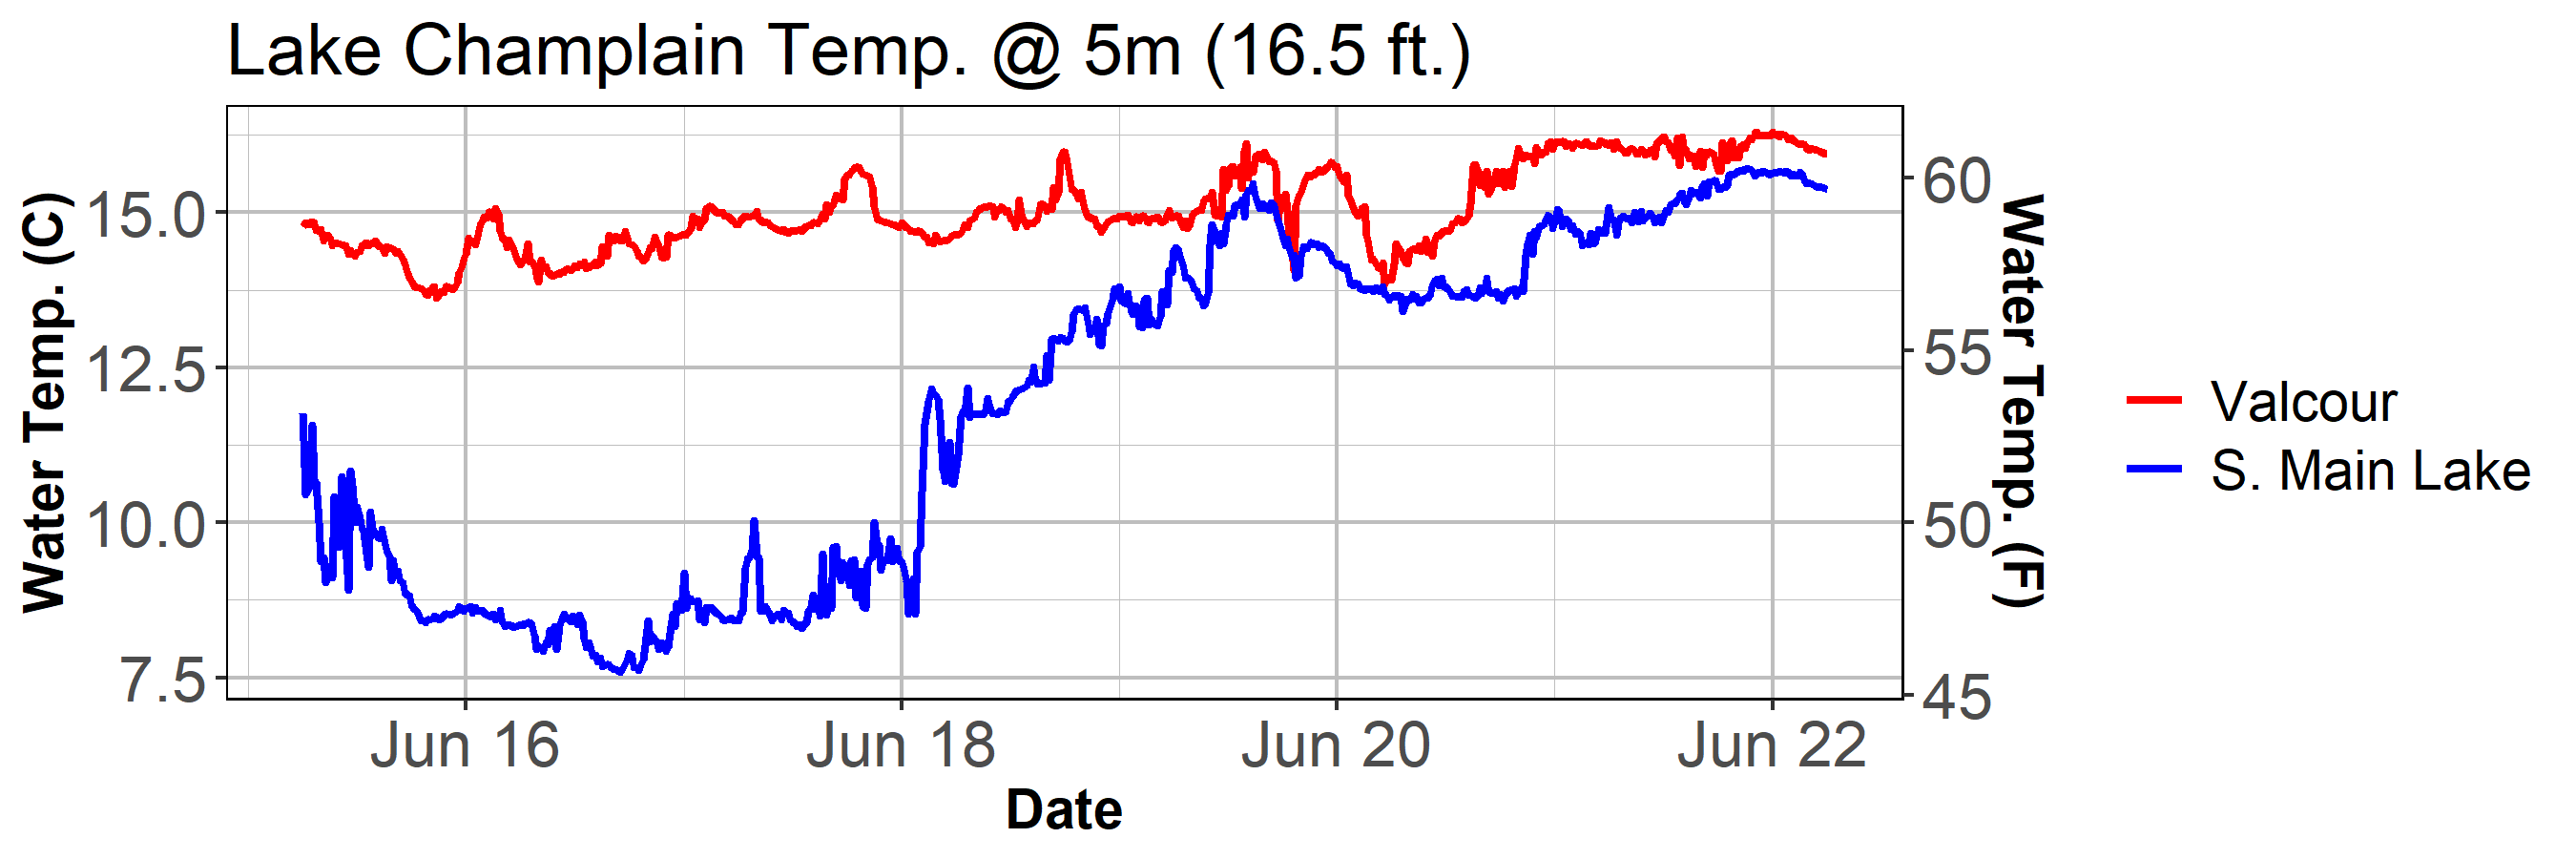 Lake Champlain Temp. @ 5m (16.5 ft.)
Water Temp. (C)
15.0
12.5
10.0
7.5
60
55
50
45
Water Temp. (F)
Jun 16
Jun 18
Jun 20
Jun 22
Date
Valcour
S. Main Lake